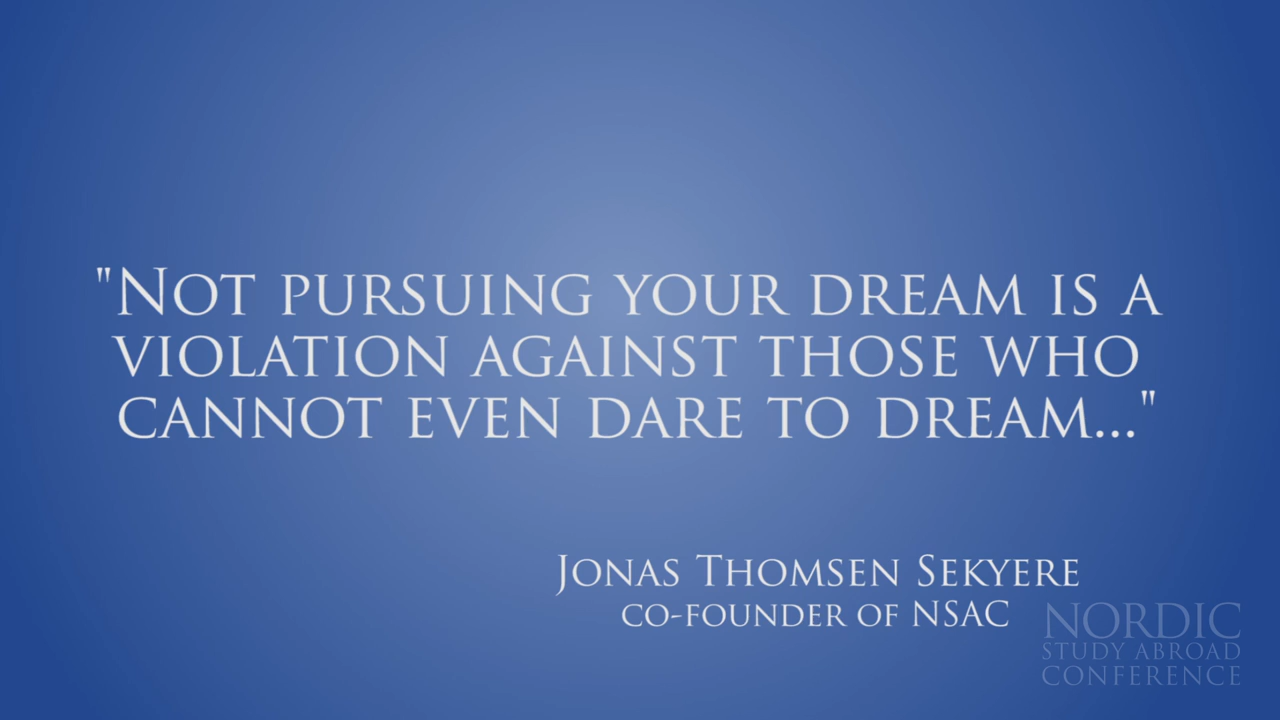 "Not pursuing your dream is a
violation against those who
cannot even dare to dream..."
Jonas Thomsen Sekyere
co-founder of NSAC
NORDIC
STUDY ABROAD
CONFERENCE